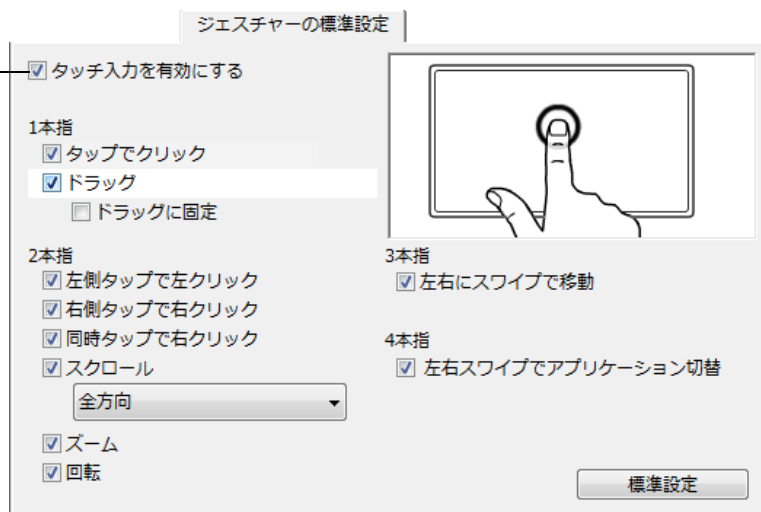 ジェスチャーの標準設定
タッチ入力を有効にする
1本指
タップでクリック
ドラッグ
ドラッグに固定
2本指
左側タップで左クリック
右側タップで右クリック
同時タップで右クリック
スクロール
全方向
ズーム
回転
3本指
左右にスワイプで移動
4本指
左右スワイプでアプリケーション切替
標準設定